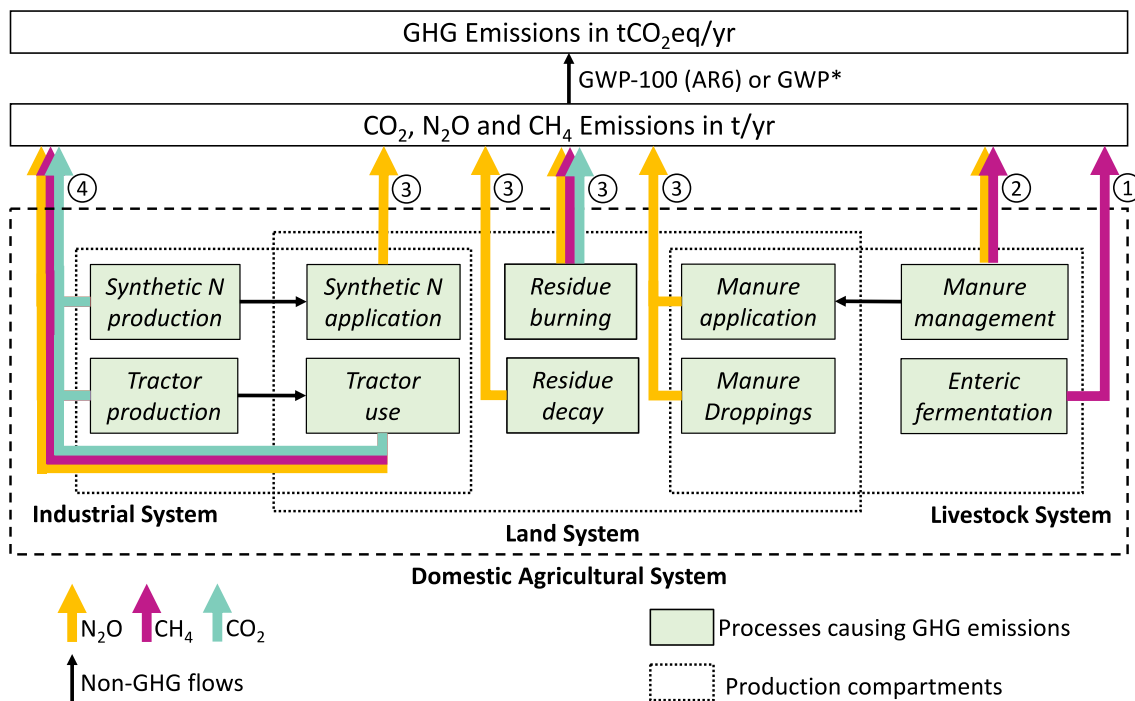 GHG Emissions in tCO₂eq/yr
GWP-100 (AR6) or GWP*
CO₂, N₂O and CH₄ Emissions in t/yr
4
3
3
3
3
2
1
Synthetic N
production
Synthetic N
application
Residue
burning
Manure
application
Manure
management
Tractor
production
Tractor
use
Residue
decay
Manure
Droppings
Enteric
fermentation
Industrial System
Land System
Livestock System
Domestic Agricultural System
N₂O
CH₄
CO₂
Non-GHG flows
Processes causing GHG emissions
Production compartments